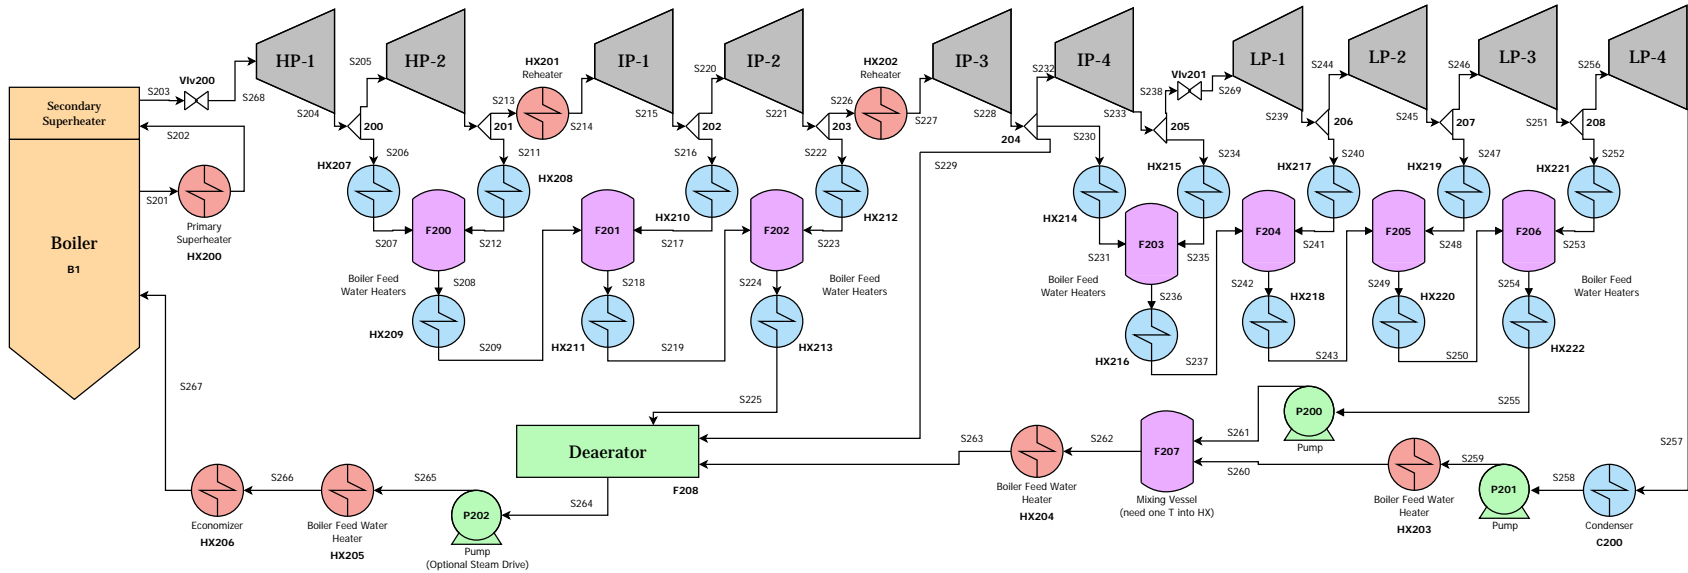 HP-1
HP-2
IP-1
IP-2
IP-3
IP-4
LP-1
LP-2
LP-3
LP-4
S205
HX201
Reheater
S220
HX202
Reheater
S232
Vlv201
S244
S246
S256
Vlv200
S203
S268
S213
S214
S226
S227
S238
S269
Secondary
Superheater
S202
S204
200
201
S215
202
S221
203
S228
204
S233
205
S239
206
S245
207
S251
208
S206
S211
S216
S222
S229
S230
S234
S240
S247
S252
HX207
HX208
HX210
HX212
HX214
HX215
HX217
HX219
HX221
S201
Primary
Superheater
HX200
Boiler
B1
S207
F200
S212
F201
S217
F202
S223
S231
F203
S235
F204
S241
F205
S248
F206
S253
Boiler Feed
Water Heaters
S208
S218
S224
Boiler Feed
Water Heaters
Boiler Feed
Water Heaters
S236
S242
S249
S254
Boiler Feed
Water Heaters
HX209
S209
HX211
S219
HX213
HX216
S237
HX218
S243
HX220
S250
HX222
S267
S225
S255
P200
Pump
S261
Deaerator
F208
S263
S262
Boiler Feed Water
Heater
HX204
F207
Mixing Vessel
(need one T into HX)
S260
S259
Boiler Feed Water
Heater
HX203
P201
Pump
S258
S257
Condenser
C200
S266
S265
S264
Economizer
HX206
Boiler Feed Water
Heater
HX205
P202
Pump
(Optional Steam Drive)